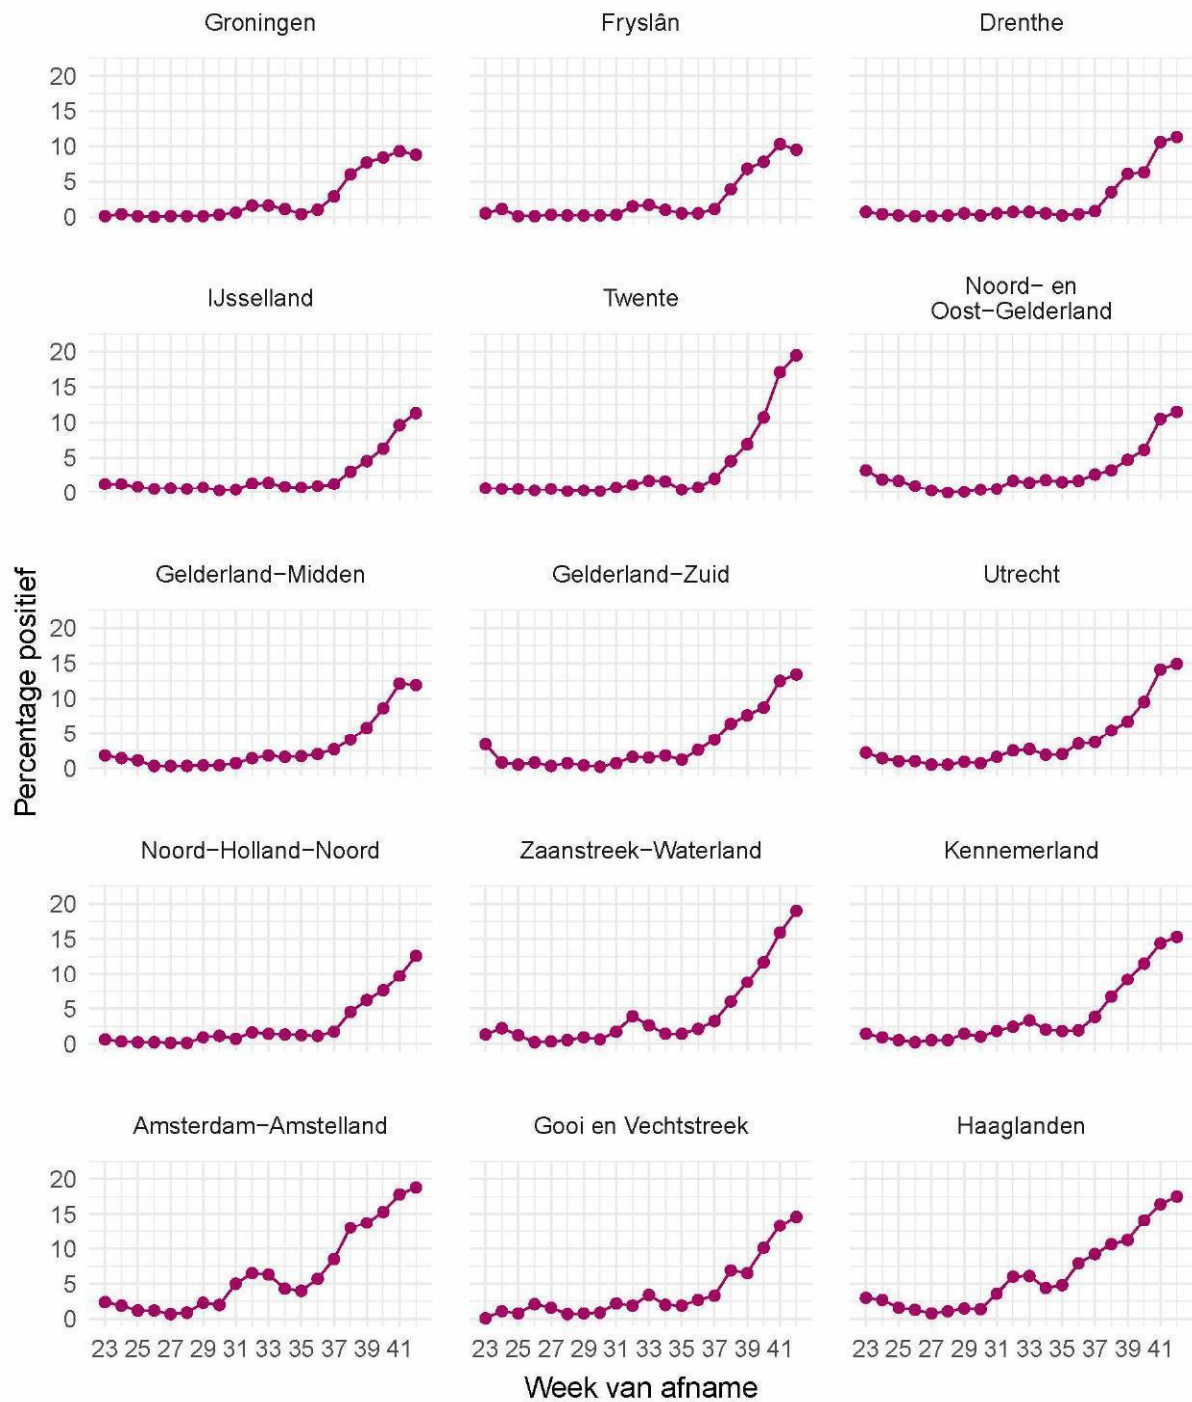 Groningen
Fryslân
Drenthe
20
15
10
5
0
IJsselland
Twente
Noord- en
Oost-Gelderland
20
15
10
5
0
Gelderland-Midden
Gelderland-Zuid
Utrecht
20
15
10
5
0
Percentage positief
Noord-Holland-Noord
Zaanstreek-Waterland
Kennemerland
20
15
10
5
0
Amsterdam-Amstelland
Gooi en Vechtstreek
Haaglanden
20
15
10
5
0
23 25 27 29 31 33 35 37 39 41
23 25 27 29 31 33 35 37 39 41
23 25 27 29 31 33 35 37 39 41
Week van afname